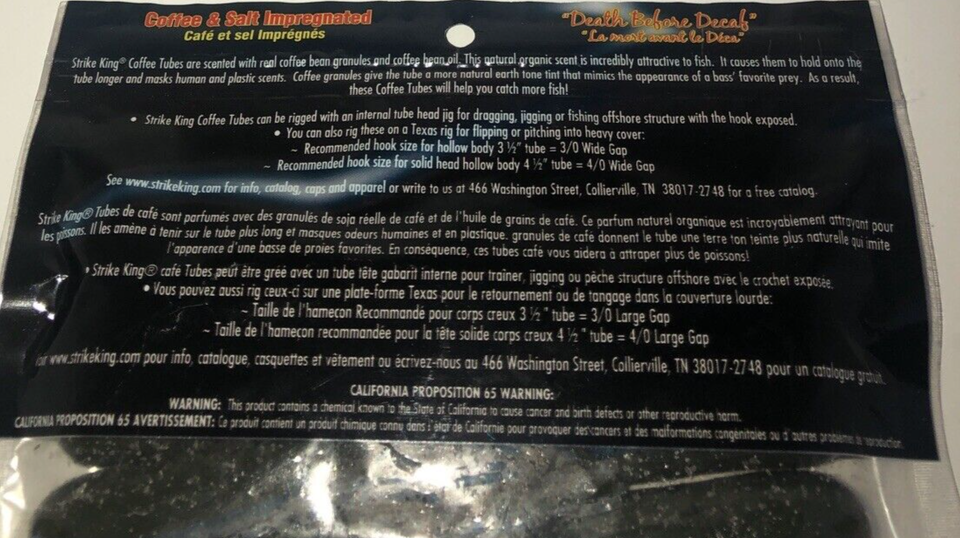 Coffee & Salt Impregnated
Café et sel Imprégnés
"Death Before Decaf"
"La mort avant le Déca"
Strike King® Coffee Tubes are scented with real coffee bean granules and coffee bean oil. This natural organic scent is incredibly attractive to fish. It causes them to hold onto the
tube longer and masks human and plastic scents. Coffee granules give the tube a more natural earth tone tint that mimics the appearance of a bass' favorite prey. As a result,
these Coffee Tubes will help you catch more fish!
• Strike King Coffee Tubes can be rigged with an internal tube head jig for dragging, jigging or fishing offshore structure with the hook exposed.
• You can also rig these on a Texas rig for flipping or pitching into heavy cover:
~ Recommended hook size for hollow body 3 ½" tube = 3/0 Wide Gap
~ Recommended hook size for solid head hollow body 4 ½" tube = 4/0 Wide Gap
See www.strikeking.com for info, catalog, caps and apparel or write to us at 466 Washington Street, Collierville, TN 38017-2748 for a free catalog.
Strike King® Tubes de café sont parfumés avec des granulés de soja réelle de café et de l'huile de grains de café. Ce parfum naturel organique est incroyablement attrayant pour
les poissons. Il les amène à tenir sur le tube plus long et masques odeurs humaines et en plastique. granules de café donnent le tube une terre ton teinte plus naturelle qui imite
l'apparence d'une basse de proies favorites. En conséquence, ces tubes café vous aidera à attraper plus de poissons!
• Strike King® café Tubes peut être gréé avec un tube tête gabarit interne pour traîner, jigging ou pêche structure offshore avec le crochet exposée.
• Vous pouvez aussi rig ceux-ci sur une plate-forme Texas pour le retournement ou de tangage dans la couverture lourde:
~ Taille de l'hameçon Recommandé pour corps creux 3 ½ " tube = 3/0 Large Gap
~ Taille de l'hameçon recommandée pour la tête solide corps creux 4 ½ " tube = 4/0 Large Gap
www.strikeking.com pour info, catalogue, casquettes et vêtement ou écrivez-nous au 466 Washington Street, Collierville, TN 38017-2748 pour un catalogue gratuit.
CALIFORNIA PROPOSITION 65 WARNING:
WARNING: This product contains a chemical known to the State of California to cause cancer and birth defects or other reproductive harm.
CALIFORNIA PROPOSITION 65 AVERTISSEMENT: Ce produit contient un produit chimique connu dans l'état de Californie pour provoquer des cancers et des malformations congénitales ou d'autres problèmes de reproduction.